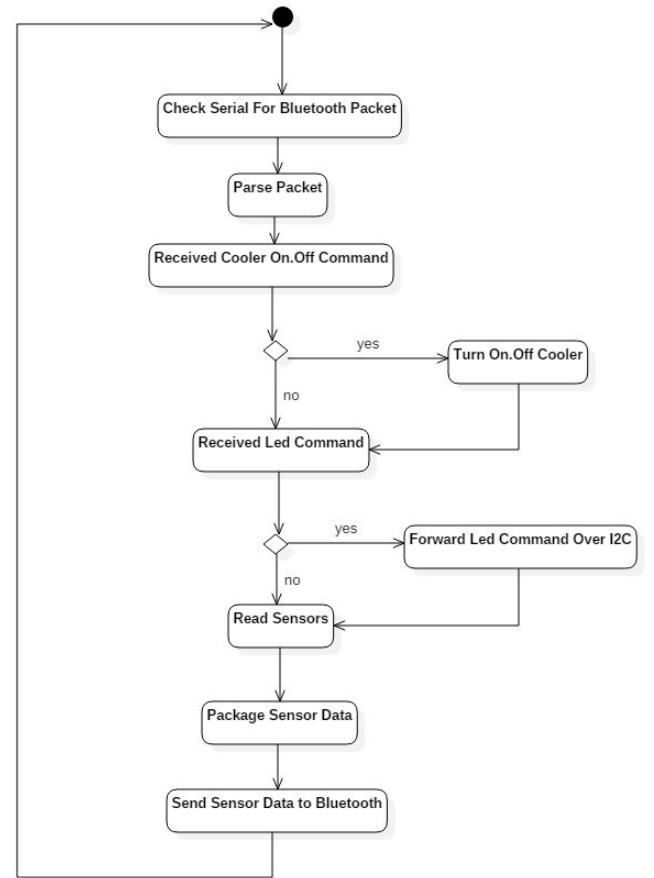 Check Serial For Bluetooth Packet
Parse Packet
Received Cooler On.Off Command
yes
Turn On.Off Cooler
no
Received Led Command
yes
Forward Led Command Over I2C
no
Read Sensors
Package Sensor Data
Send Sensor Data to Bluetooth